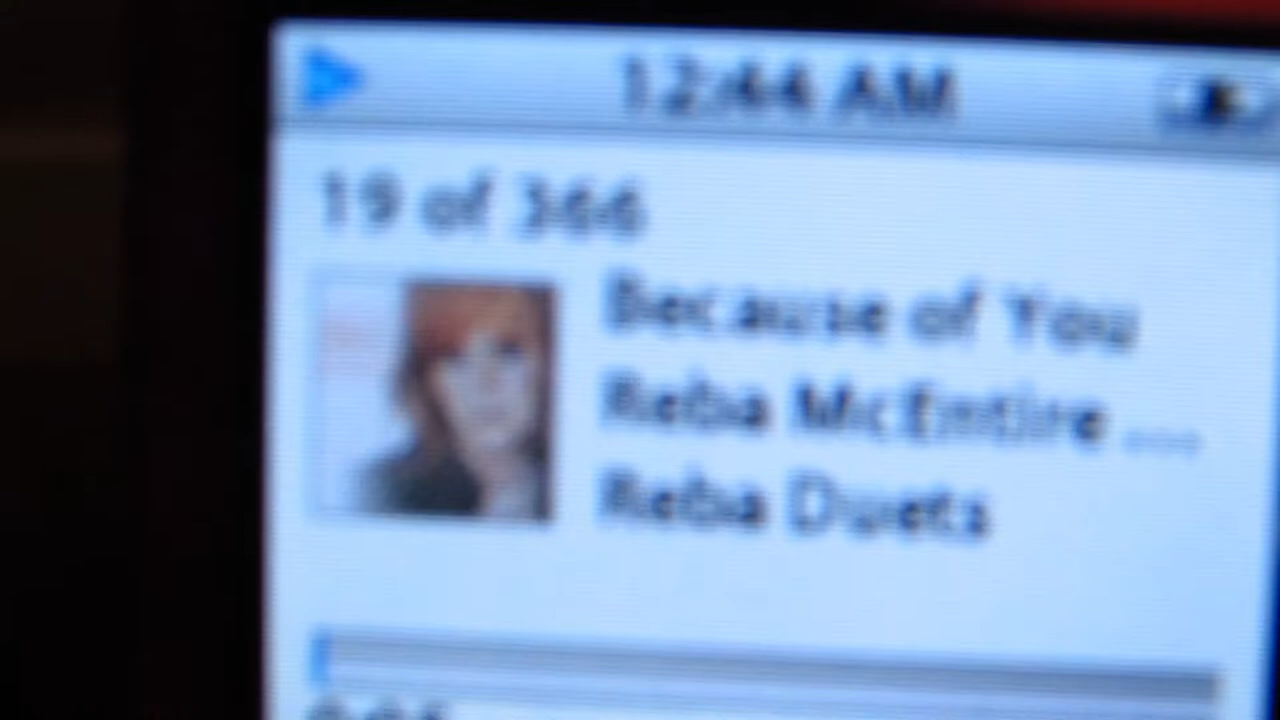 12:44 AM
19 of 366
Because of You
Reba McEntire ...
Reba Duets